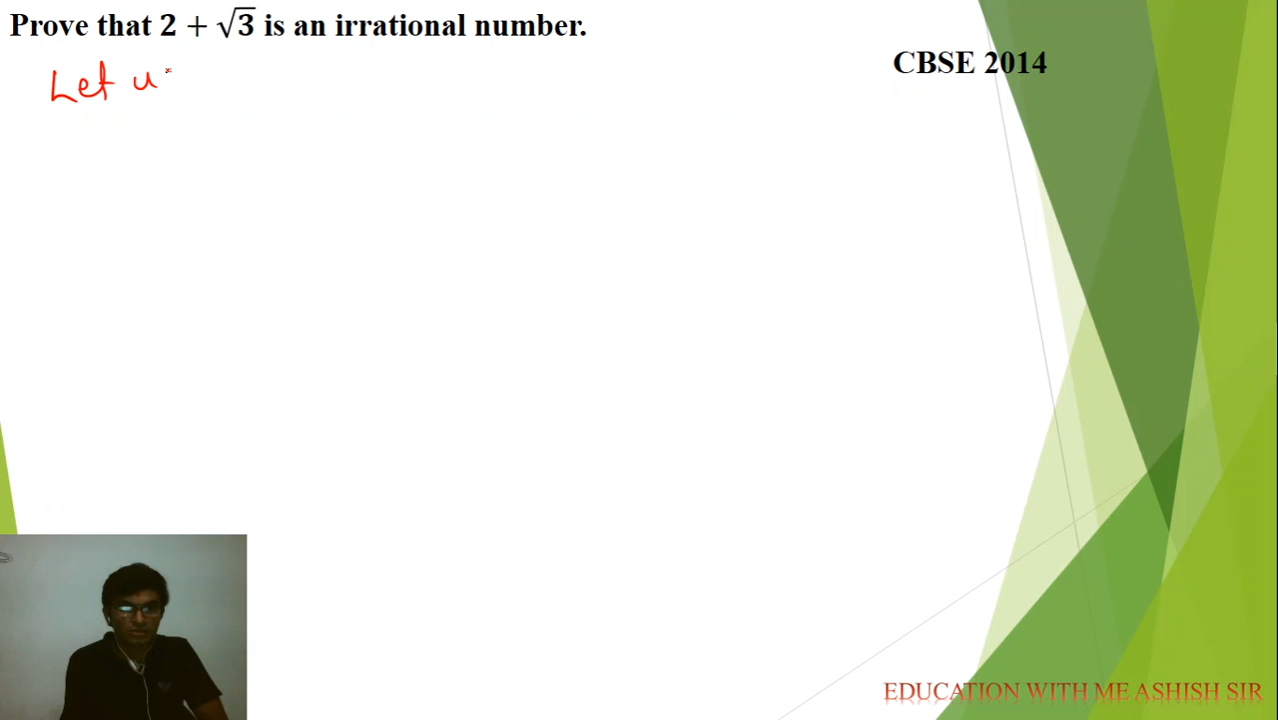 Prove that 2 + √3 is an irrational number.
CBSE 2014
Let u
EDUCATION WITH ME ASHISH SIR